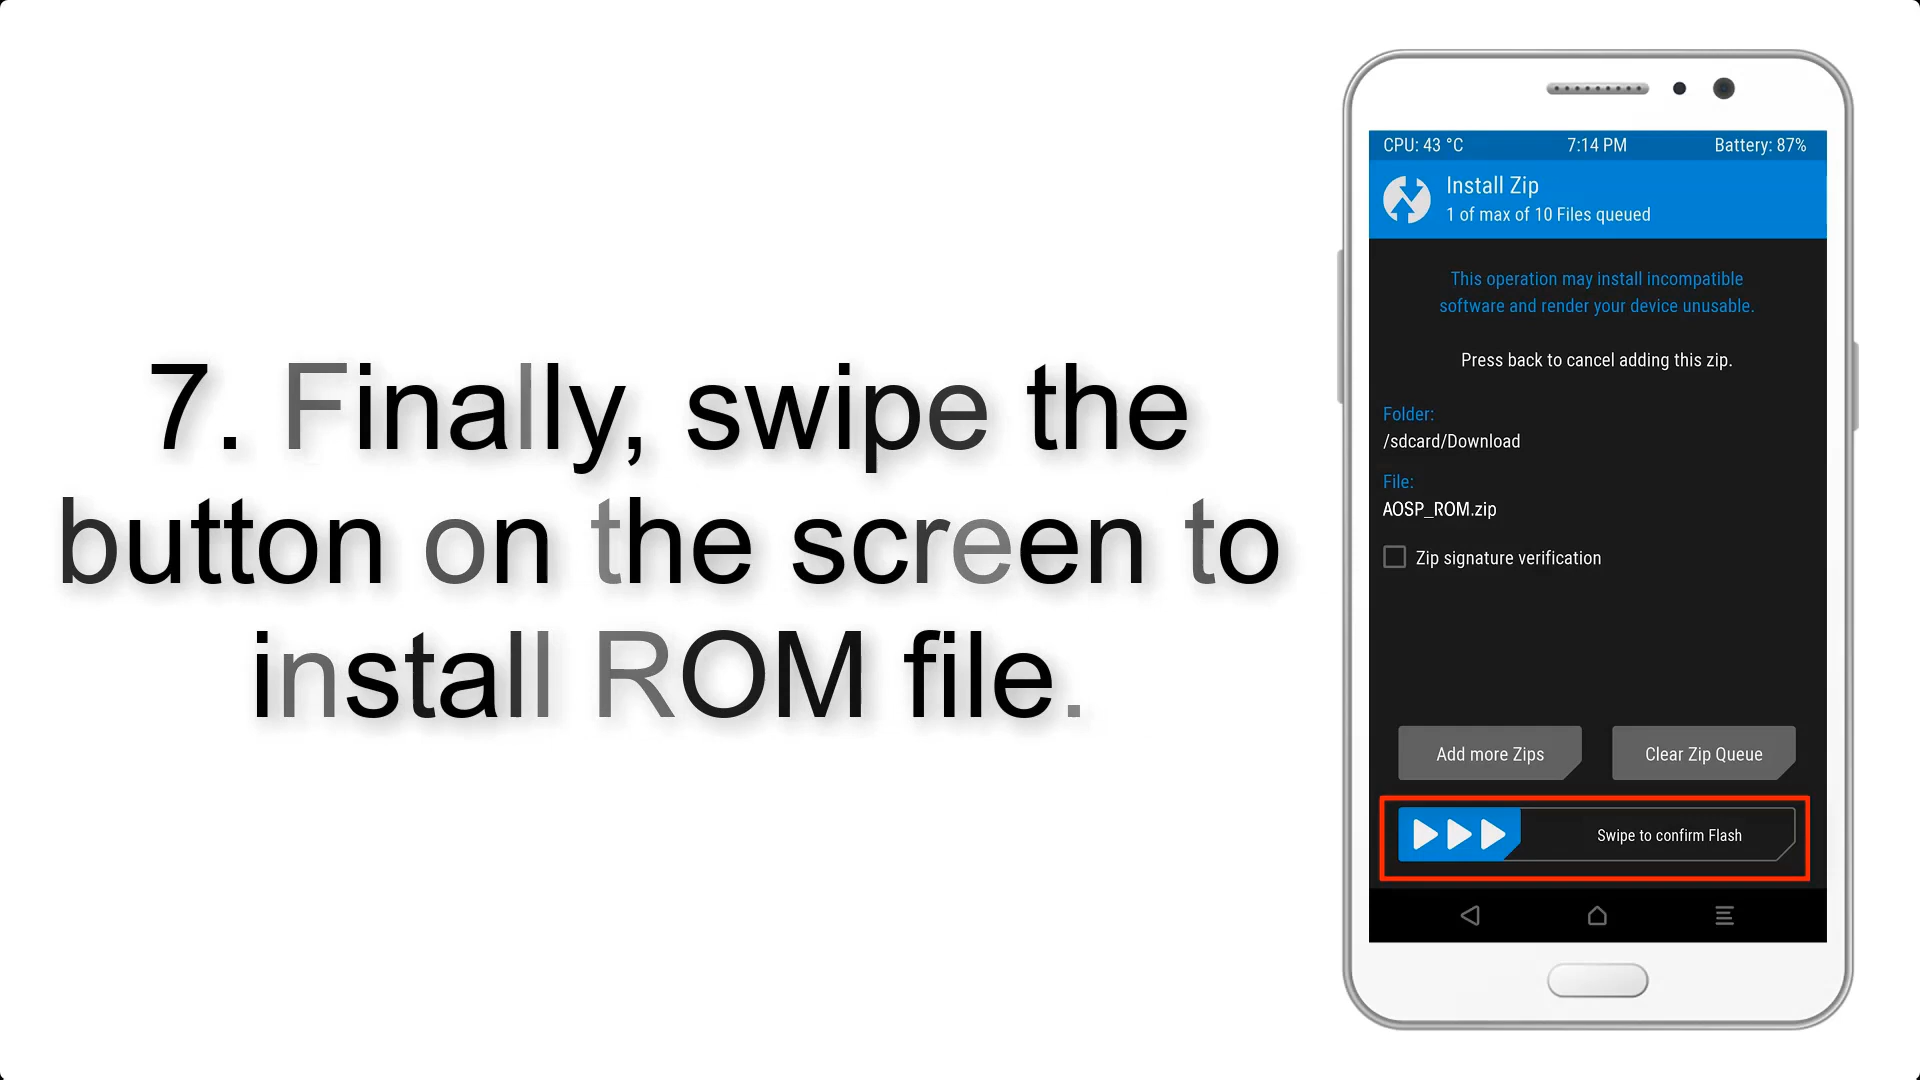 7. Finally, swipe the
button on the screen to
install ROM file.
CPU: 43 °C 7:14 PM Battery: 87%
Install Zip
1 of max of 10 Files queued
This operation may install incompatible
software and render your device unusable.
Press back to cancel adding this zip.
Folder:
/sdcard/Download
File:
AOSP_ROM.zip
Zip signature verification
Add more Zips Clear Zip Queue
Swipe to confirm Flash